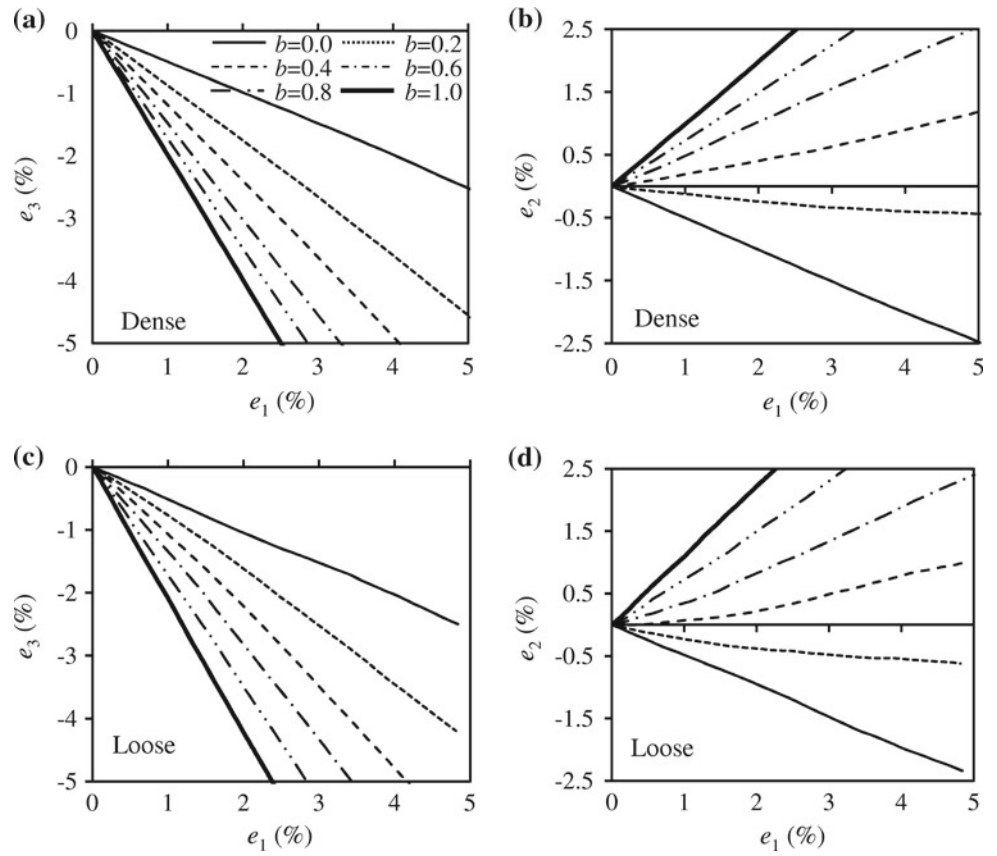 (a)
0
b=0.0 b=0.2
b=0.4 b=0.6
b=0.8 b=1.0
-1
-2
-3
-4
-5
e3 (%)
Dense
0 1 2 3 4 5
e1 (%)
(b)
2.5
1.5
0.5
-0.5
-1.5
-2.5
e2 (%)
Dense
0 1 2 3 4 5
e1 (%)
(c)
0
-1
-2
-3
-4
-5
e3 (%)
Loose
0 1 2 3 4 5
e1 (%)
(d)
2.5
1.5
0.5
-0.5
-1.5
-2.5
e2 (%)
Loose
0 1 2 3 4 5
e1 (%)